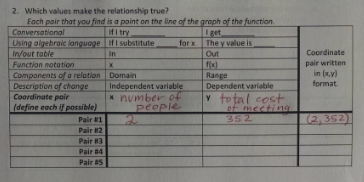 2. Which values make the relationship true?
Each pair that you find is a point on the line of the graph of the function.
Conversational If I try ______ I get ______
Using algebraic language If I substitute ______ for x The y value is ______
In/out table In Out
Function notation x f(x)
Components of a relation Domain Range
Description of change Independent variable Dependent variable
Coordinate pair written in (x,y) format.
Coordinate pair (define each if possible) x number of people y total cost of meeting
Pair #1 2 352 (2, 352)
Pair #2
Pair #3
Pair #4
Pair #5